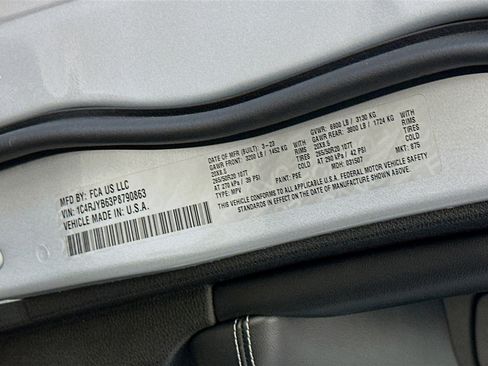 MFD BY: FCA US LLC
VIN: 1C4RJYB63P8790863
VEHICLE MADE IN U.S.A.
DATE OF MFR (BUILT): 3-23
GAWR FRONT: 3200 LB / 1452 KG WITH
20X8.5 RIMS
265/50R20 107T TIRES
AT 270 kPa / 39 PSI COLD
TYPE: MPV
PAINT: PSE
GVWR: 6900 LB / 3130 KG
GAWR REAR: 3800 LB / 1724 KG WITH
20X8.5 RIMS
265/50R20 107T TIRES
AT 290 kPa / 42 PSI COLD
MDH: 031507
MKT: 875
THIS VEHICLE CONFORMS TO ALL APPLICABLE U.S.A. FEDERAL MOTOR VEHICLE SAFETY
STANDARDS IN EFFECT ON THE DATE OF MANUFACTURE SHOWN ABOVE.